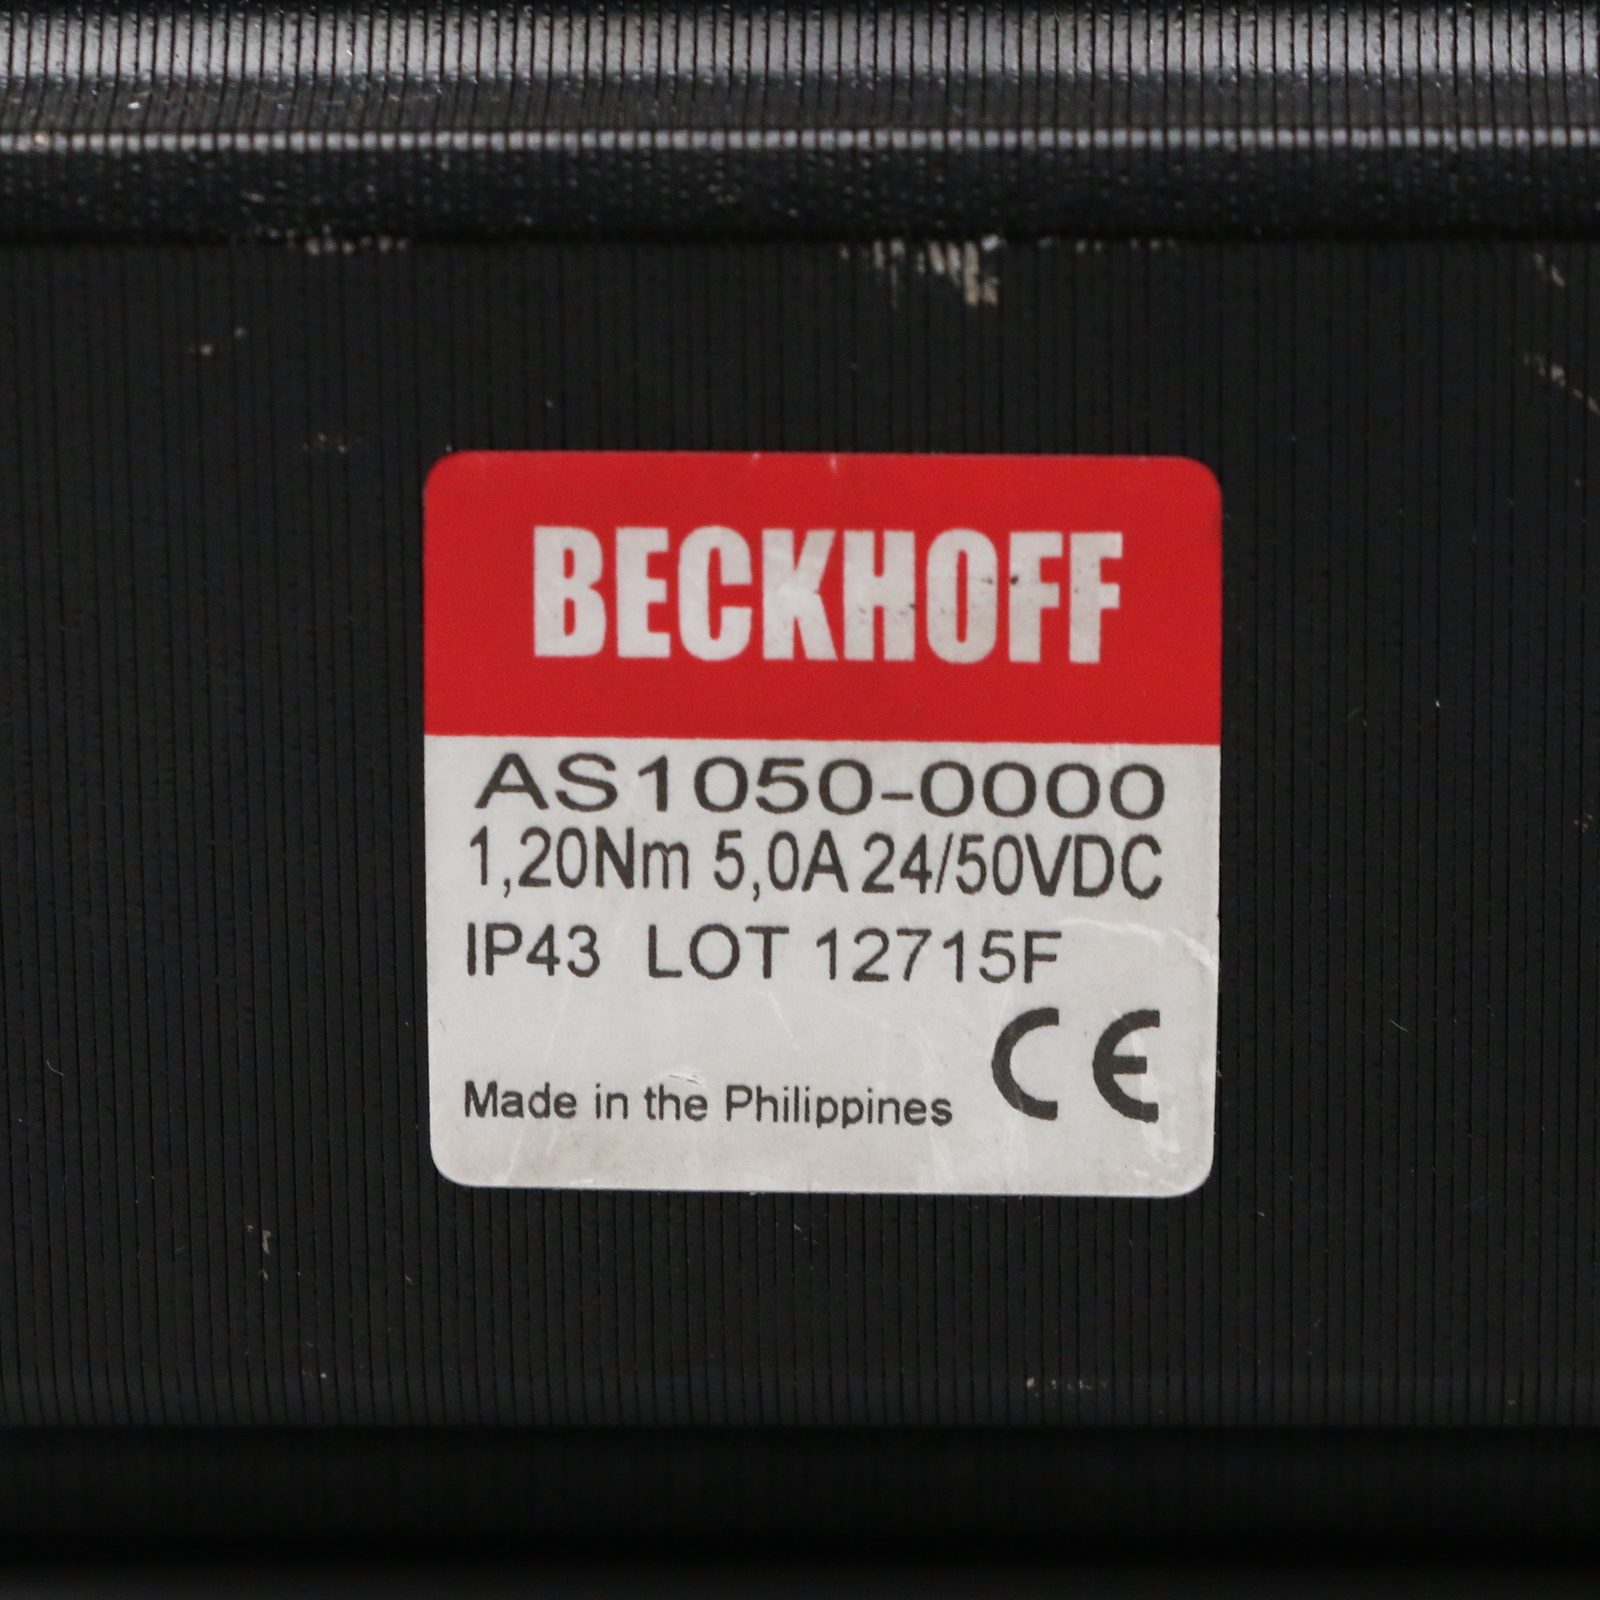 BECKHOFF
AS1050-0000
1,20Nm 5,0A 24/50VDC
IP43 LOT 12715F
CE
Made in the Philippines